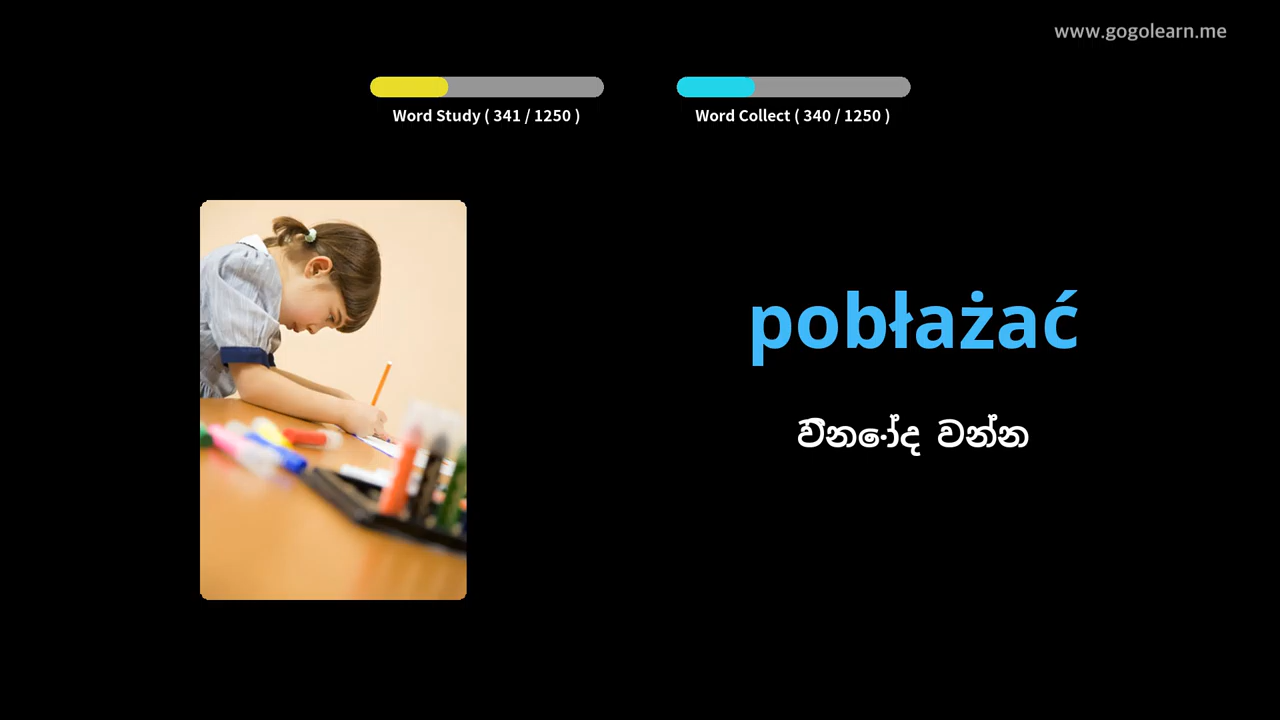 www.gogolearn.me
Word Study ( 341 / 1250 )
Word Collect ( 340 / 1250 )
pobłażać
විනෝද වන්න